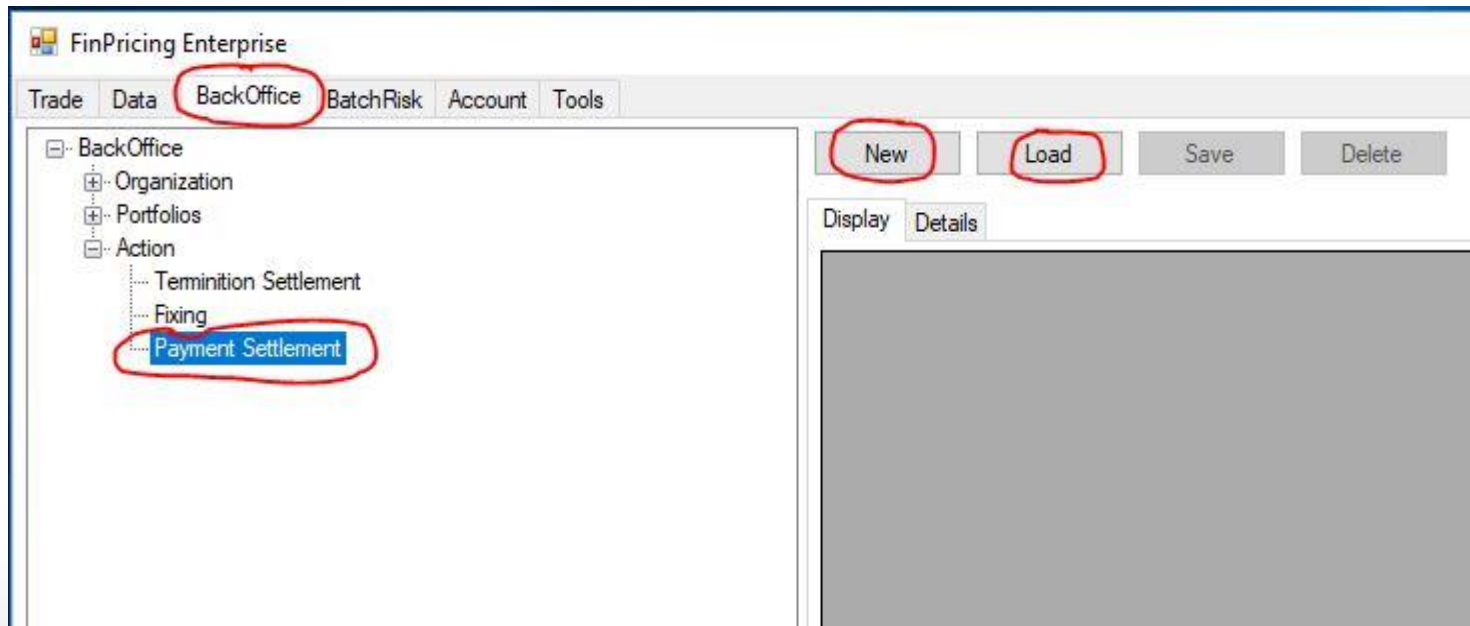 FinPricing Enterprise
Trade Data BackOffice BatchRisk Account Tools
BackOffice
Organization
Portfolios
Action
Terminition Settlement
Fixing
Payment Settlement
New Load Save Delete
Display Details